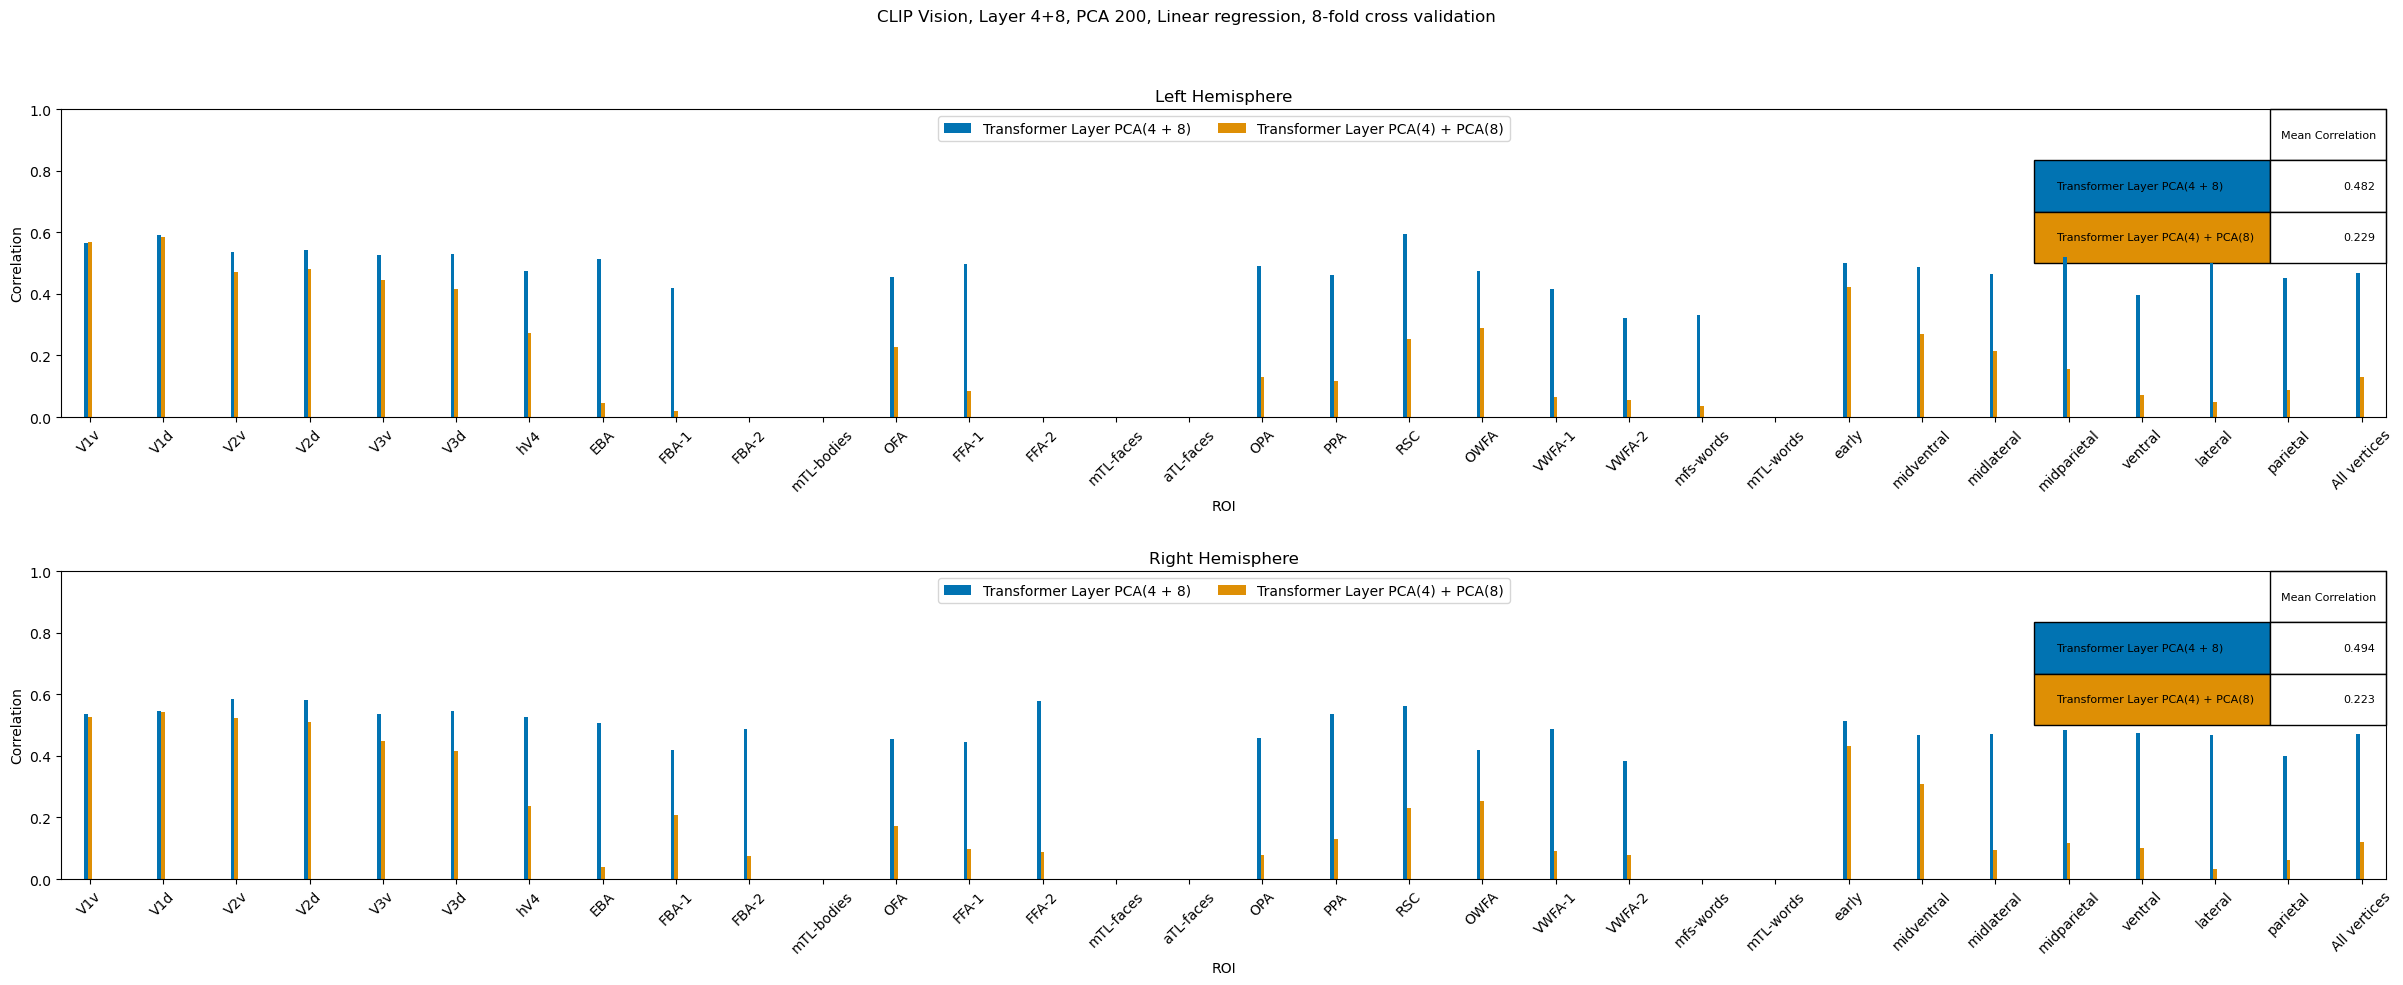 CLIP Vision, Layer 4+8, PCA 200, Linear regression, 8-fold cross validation
Left Hemisphere
Transformer Layer PCA(4 + 8) Transformer Layer PCA(4) + PCA(8)
Mean Correlation
Transformer Layer PCA(4 + 8) 0.482
Transformer Layer PCA(4) + PCA(8) 0.229
Correlation
1.0
0.8
0.6
0.4
0.2
0.0
V1v V1d V2v V2d V3v V3d hV4 EBA FBA-1 FBA-2 mTL-bodies OFA FFA-1 FFA-2 mTL-faces aTL-faces OPA PPA RSC OWFA VWFA-1 VWFA-2 mfs-words mTL-words early midventral midlateral midparietal ventral lateral parietal All vertices
ROI
Right Hemisphere
Transformer Layer PCA(4 + 8) Transformer Layer PCA(4) + PCA(8)
Mean Correlation
Transformer Layer PCA(4 + 8) 0.494
Transformer Layer PCA(4) + PCA(8) 0.223
Correlation
1.0
0.8
0.6
0.4
0.2
0.0
V1v V1d V2v V2d V3v V3d hV4 EBA FBA-1 FBA-2 mTL-bodies OFA FFA-1 FFA-2 mTL-faces aTL-faces OPA PPA RSC OWFA VWFA-1 VWFA-2 mfs-words mTL-words early midventral midlateral midparietal ventral lateral parietal All vertices
ROI